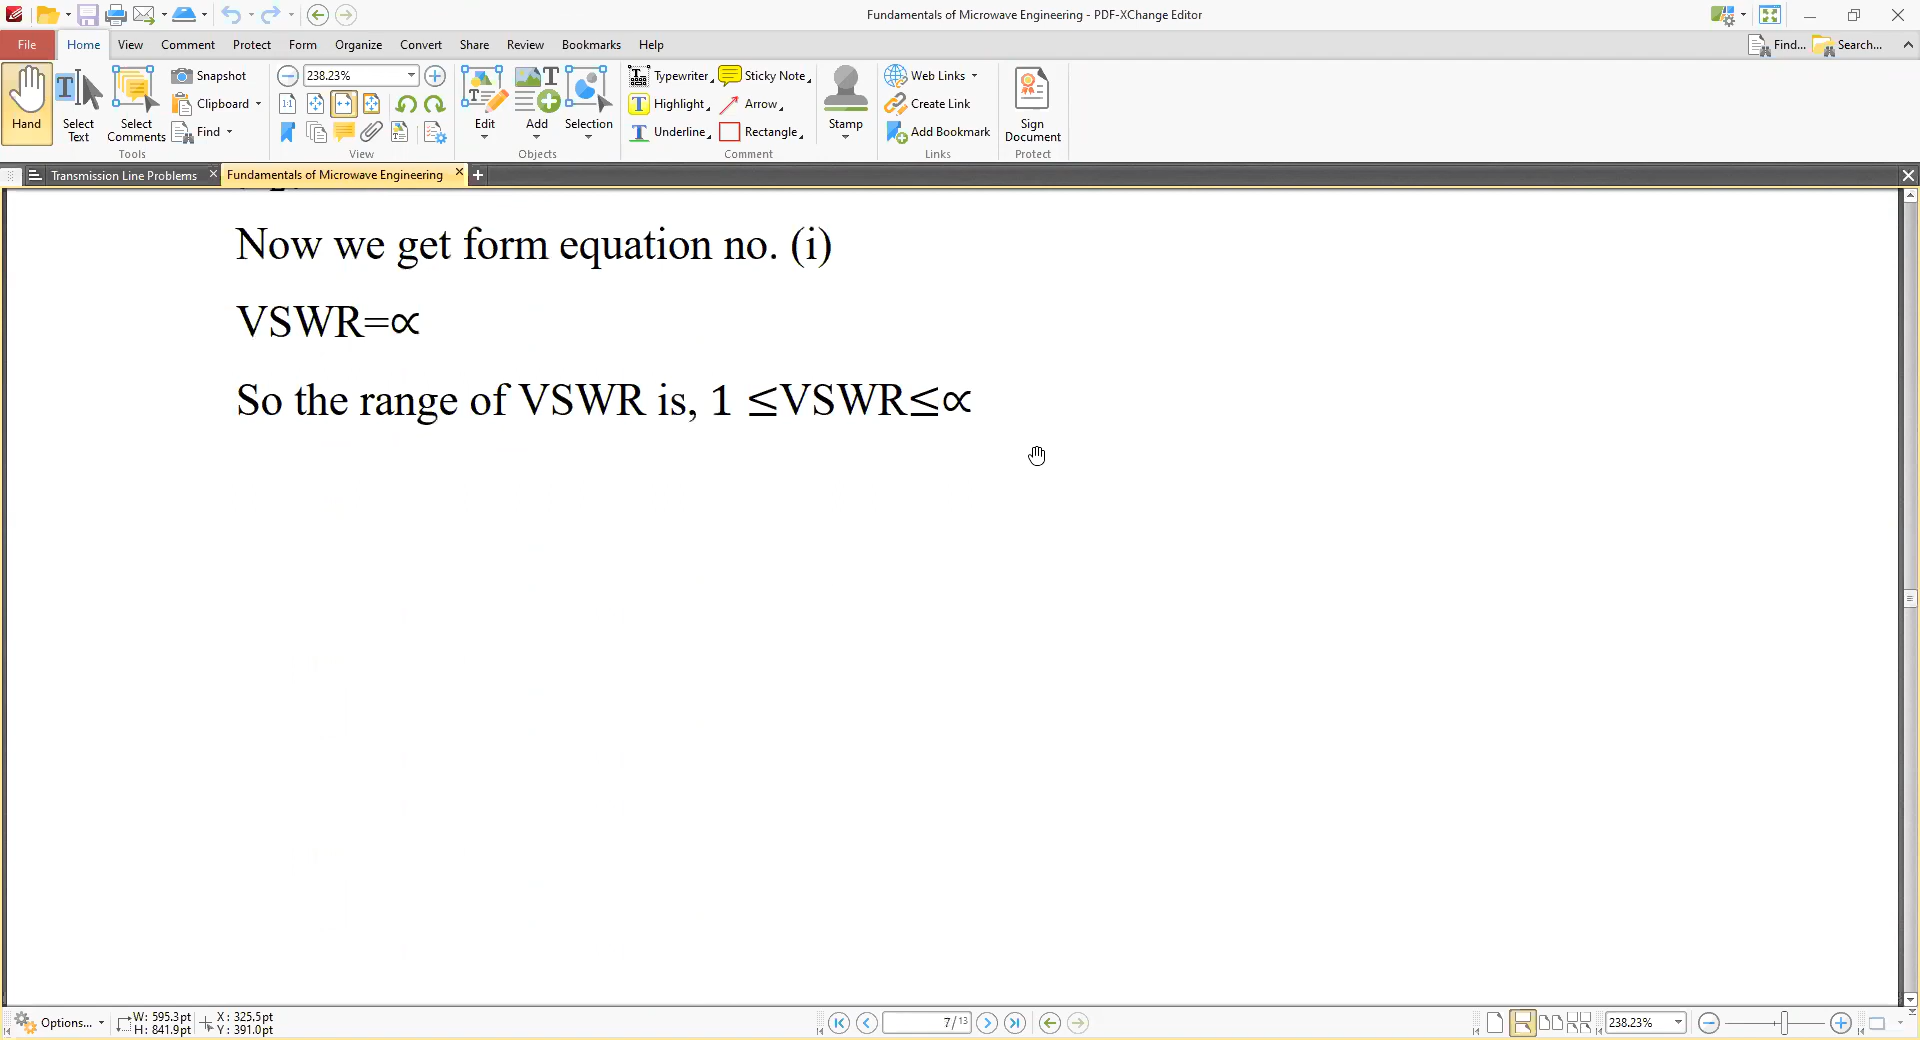 Fundamentals of Microwave Engineering - PDF-XChange Editor
File Home View Comment Protect Form Organize Convert Share Review Bookmarks Help Find... Search...
Hand
Select Text
Select Comments
Snapshot
Clipboard
Find
Tools
238.23%
1:1
View
Edit
Add
Selection
Objects
Typewriter
Sticky Note
Highlight
Arrow
Underline
Rectangle
Stamp
Comment
Web Links
Create Link
Add Bookmark
Links
Sign Document
Protect
Transmission Line Problems Fundamentals of Microwave Engineering
Now we get form equation no. (i)
VSWR=∝
So the range of VSWR is, 1 ≤VSWR≤∝
Options... W: 595.3pt X: 325.5pt 7/13 238.23%
H: 841.9pt Y: 391.0pt